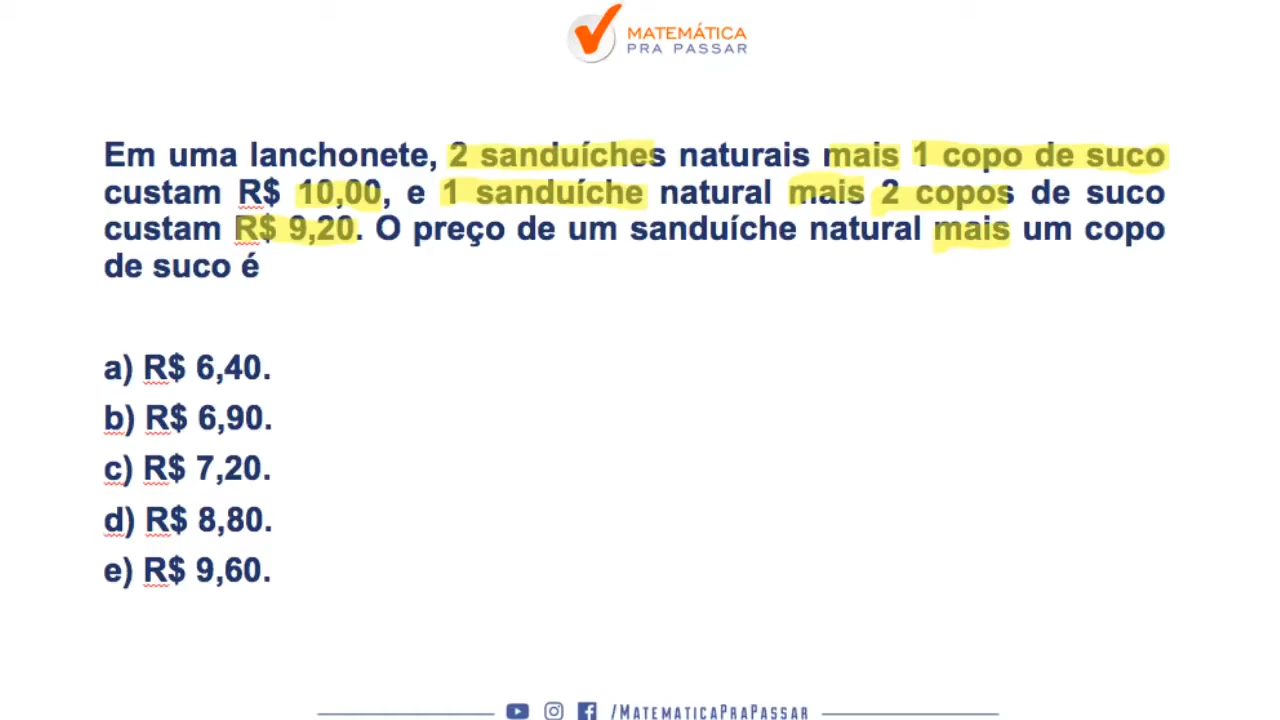 MATEMÁTICA
PRA PASSAR
Em uma lanchonete, 2 sanduíches naturais mais 1 copo de suco
custam R$ 10,00, e 1 sanduíche natural mais 2 copos de suco
custam R$ 9,20. O preço de um sanduíche natural mais um copo
de suco é
a) R$ 6,40.
b) R$ 6,90.
c) R$ 7,20.
d) R$ 8,80.
e) R$ 9,60.
/MATEMATICAPRAPASSAR